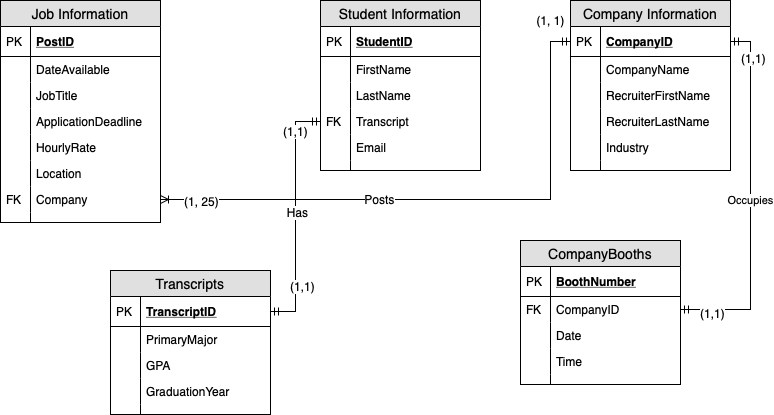 Job Information
PK PostID
DateAvailable
JobTitle
ApplicationDeadline
HourlyRate
Location
FK Company
Student Information
PK StudentID
FirstName
LastName
FK Transcript
Email
Company Information
PK CompanyID
CompanyName
RecruiterFirstName
RecruiterLastName
Industry
(1, 1)
(1,1)
(1,1)
(1, 25)
Posts
Has
Occupies
Transcripts
PK TranscriptID
PrimaryMajor
GPA
GraduationYear
(1,1)
CompanyBooths
PK BoothNumber
FK CompanyID
Date
Time
(1,1)